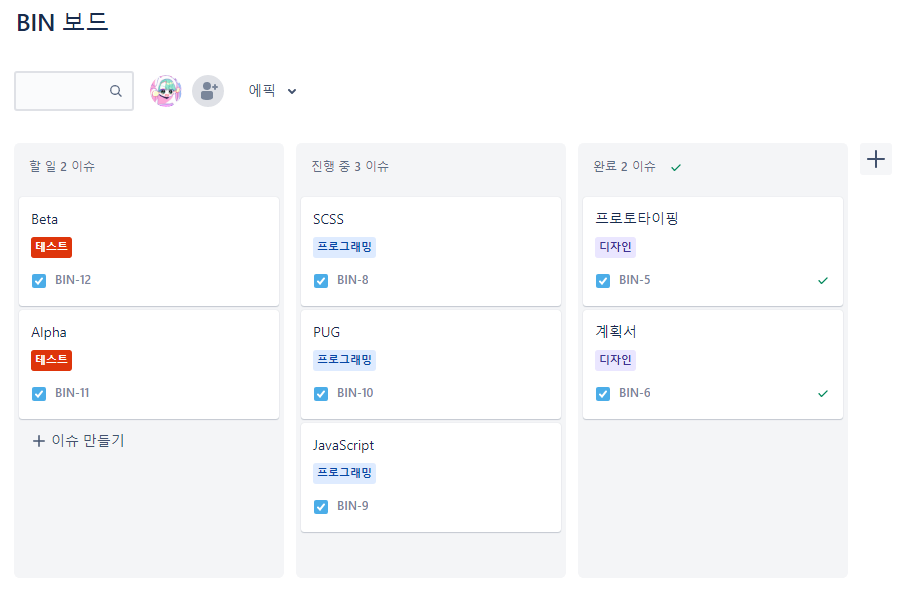 BIN 보드
에픽
할 일 2 이슈
Beta
테스트
BIN-12
Alpha
테스트
BIN-11
이슈 만들기
진행 중 3 이슈
SCSS
프로그래밍
BIN-8
PUG
프로그래밍
BIN-10
JavaScript
프로그래밍
BIN-9
완료 2 이슈
프로토타이핑
디자인
BIN-5
계획서
디자인
BIN-6